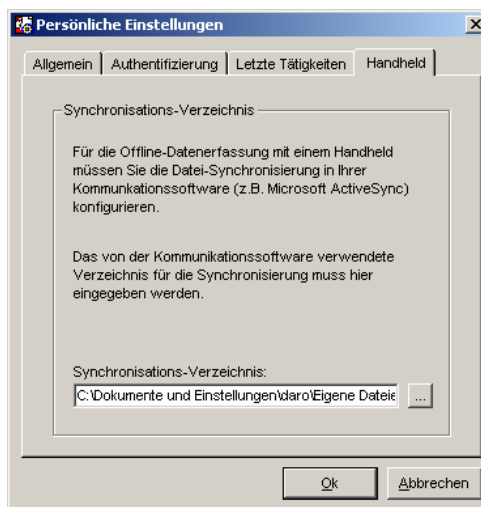 Persönliche Einstellungen
Allgemein
Authentifizierung
Letzte Tätigkeiten
Handheld
Synchronisations-Verzeichnis
Für die Offline-Datenerfassung mit einem Handheld
müssen Sie die Datei-Synchronisierung in Ihrer
Kommunkationssoftware (z.B. Microsoft ActiveSync)
konfigurieren.
Das von der Kommunikationssoftware verwendete
Verzeichnis für die Synchronisierung muss hier
eingegeben werden.
Synchronisations-Verzeichnis:
C:\Dokumente und Einstellungen\daro\Eigene Dateie
...
Ok
Abbrechen